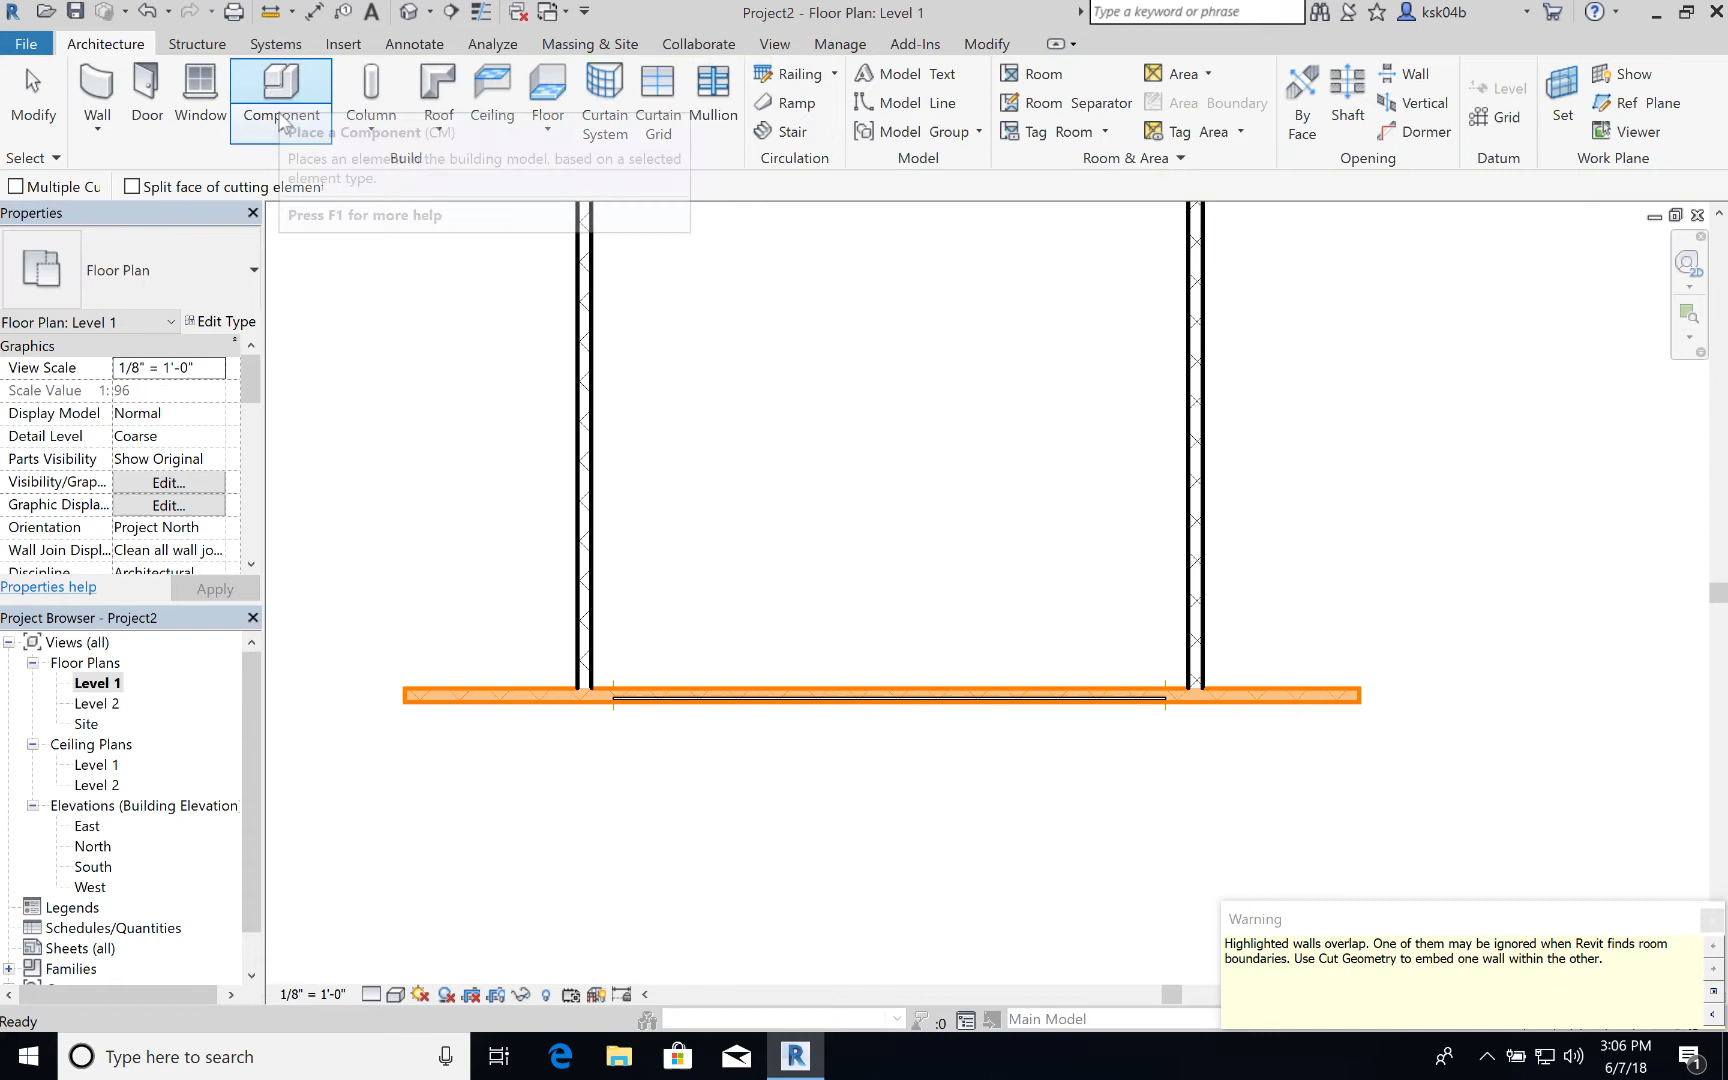 Project2 - Floor Plan: Level 1
Type a keyword or phrase
ksk04b
File Architecture Structure Systems Insert Annotate Analyze Massing & Site Collaborate View Manage Add-Ins Modify
Modify
Wall
Door
Window
Component
Column
Roof
Ceiling
Floor
Curtain System
Curtain Grid
Mullion
Railing
Ramp
Stair
Model Text
Model Line
Model Group
Room
Room Separator
Tag Room
Area
Area Boundary
Tag Area
By Face
Shaft
Wall
Vertical
Dormer
Level
Grid
Set
Show
Ref Plane
Viewer
Select
Build
Circulation
Model
Room & Area
Opening
Datum
Work Plane
Place a Component (CM)
Places an element in the building model, based on a selected
element type.
Press F1 for more help
Multiple Cu
Split face of cutting element
Properties
Floor Plan
Floor Plan: Level 1
Edit Type
Graphics
View Scale 1/8" = 1'-0"
Scale Value 1: 96
Display Model Normal
Detail Level Coarse
Parts Visibility Show Original
Visibility/Grap... Edit...
Graphic Displa... Edit...
Orientation Project North
Wall Join Displ... Clean all wall jo...
Discipline Architectural
Properties help
Apply
Project Browser - Project2
Views (all)
Floor Plans
Level 1
Level 2
Site
Ceiling Plans
Level 1
Level 2
Elevations (Building Elevation)
East
North
South
West
Legends
Schedules/Quantities
Sheets (all)
Families
2D
Warning
Highlighted walls overlap. One of them may be ignored when Revit finds room
boundaries. Use Cut Geometry to embed one wall within the other.
1/8" = 1'-0"
Ready
:0
Main Model
Type here to search
3:06 PM
6/7/18
1